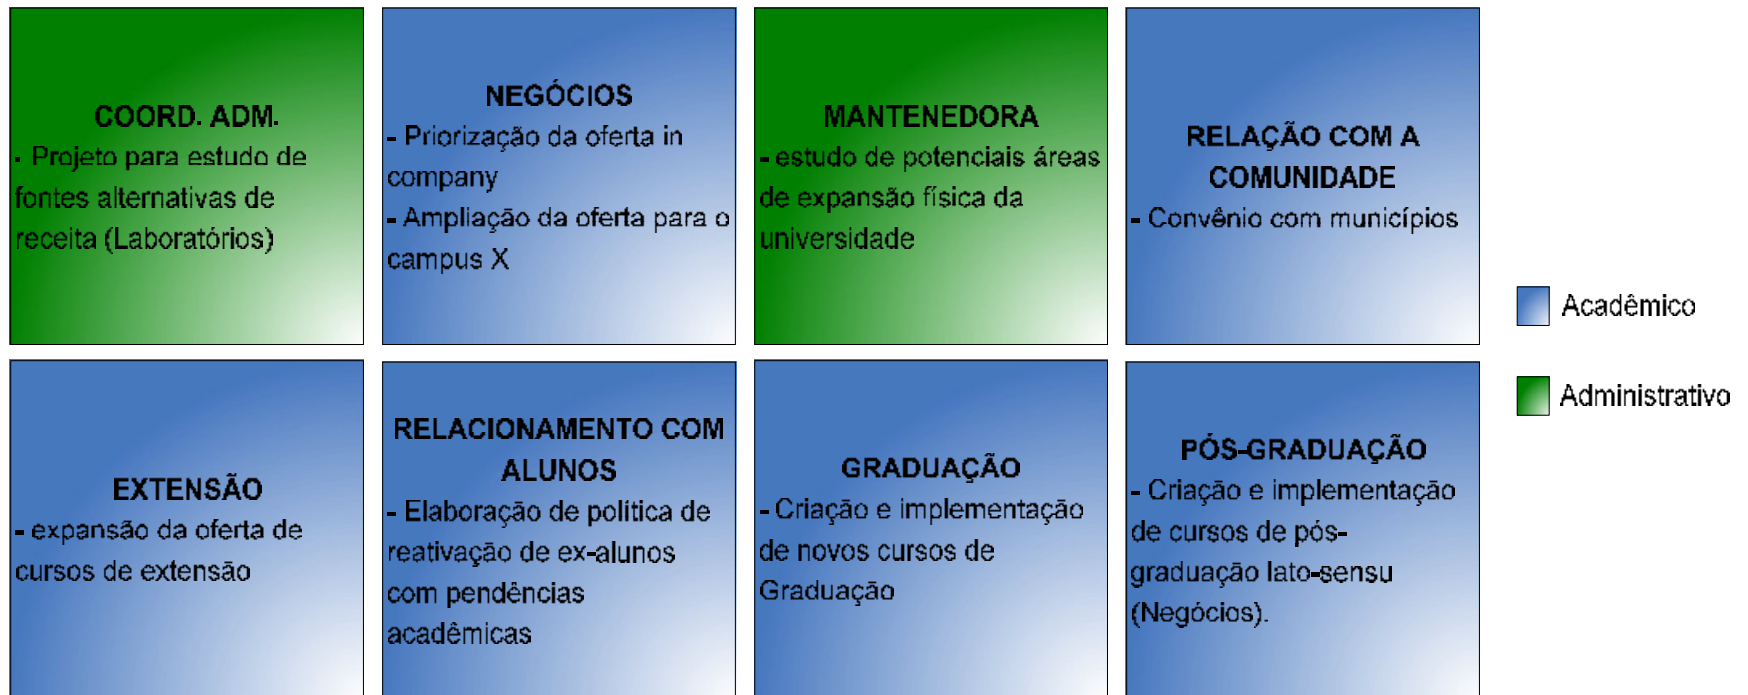 COORD. ADM.
- Projeto para estudo de
fontes alternativas de
receita (Laboratórios)
NEGÓCIOS
- Priorização da oferta in
company
- Ampliação da oferta para o
campus X
MANTENEDORA
- estudo de potenciais áreas
de expansão física da
universidade
RELAÇÃO COM A
COMUNIDADE
- Convênio com municípios
EXTENSÃO
- expansão da oferta de
cursos de extensão
RELACIONAMENTO COM
ALUNOS
- Elaboração de política de
reativação de ex-alunos
com pendências
acadêmicas
GRADUAÇÃO
- Criação e implementação
de novos cursos de
Graduação
PÓS-GRADUAÇÃO
- Criação e implementação
de cursos de pós-
graduação lato-sensu
(Negócios).
Acadêmico
Administrativo